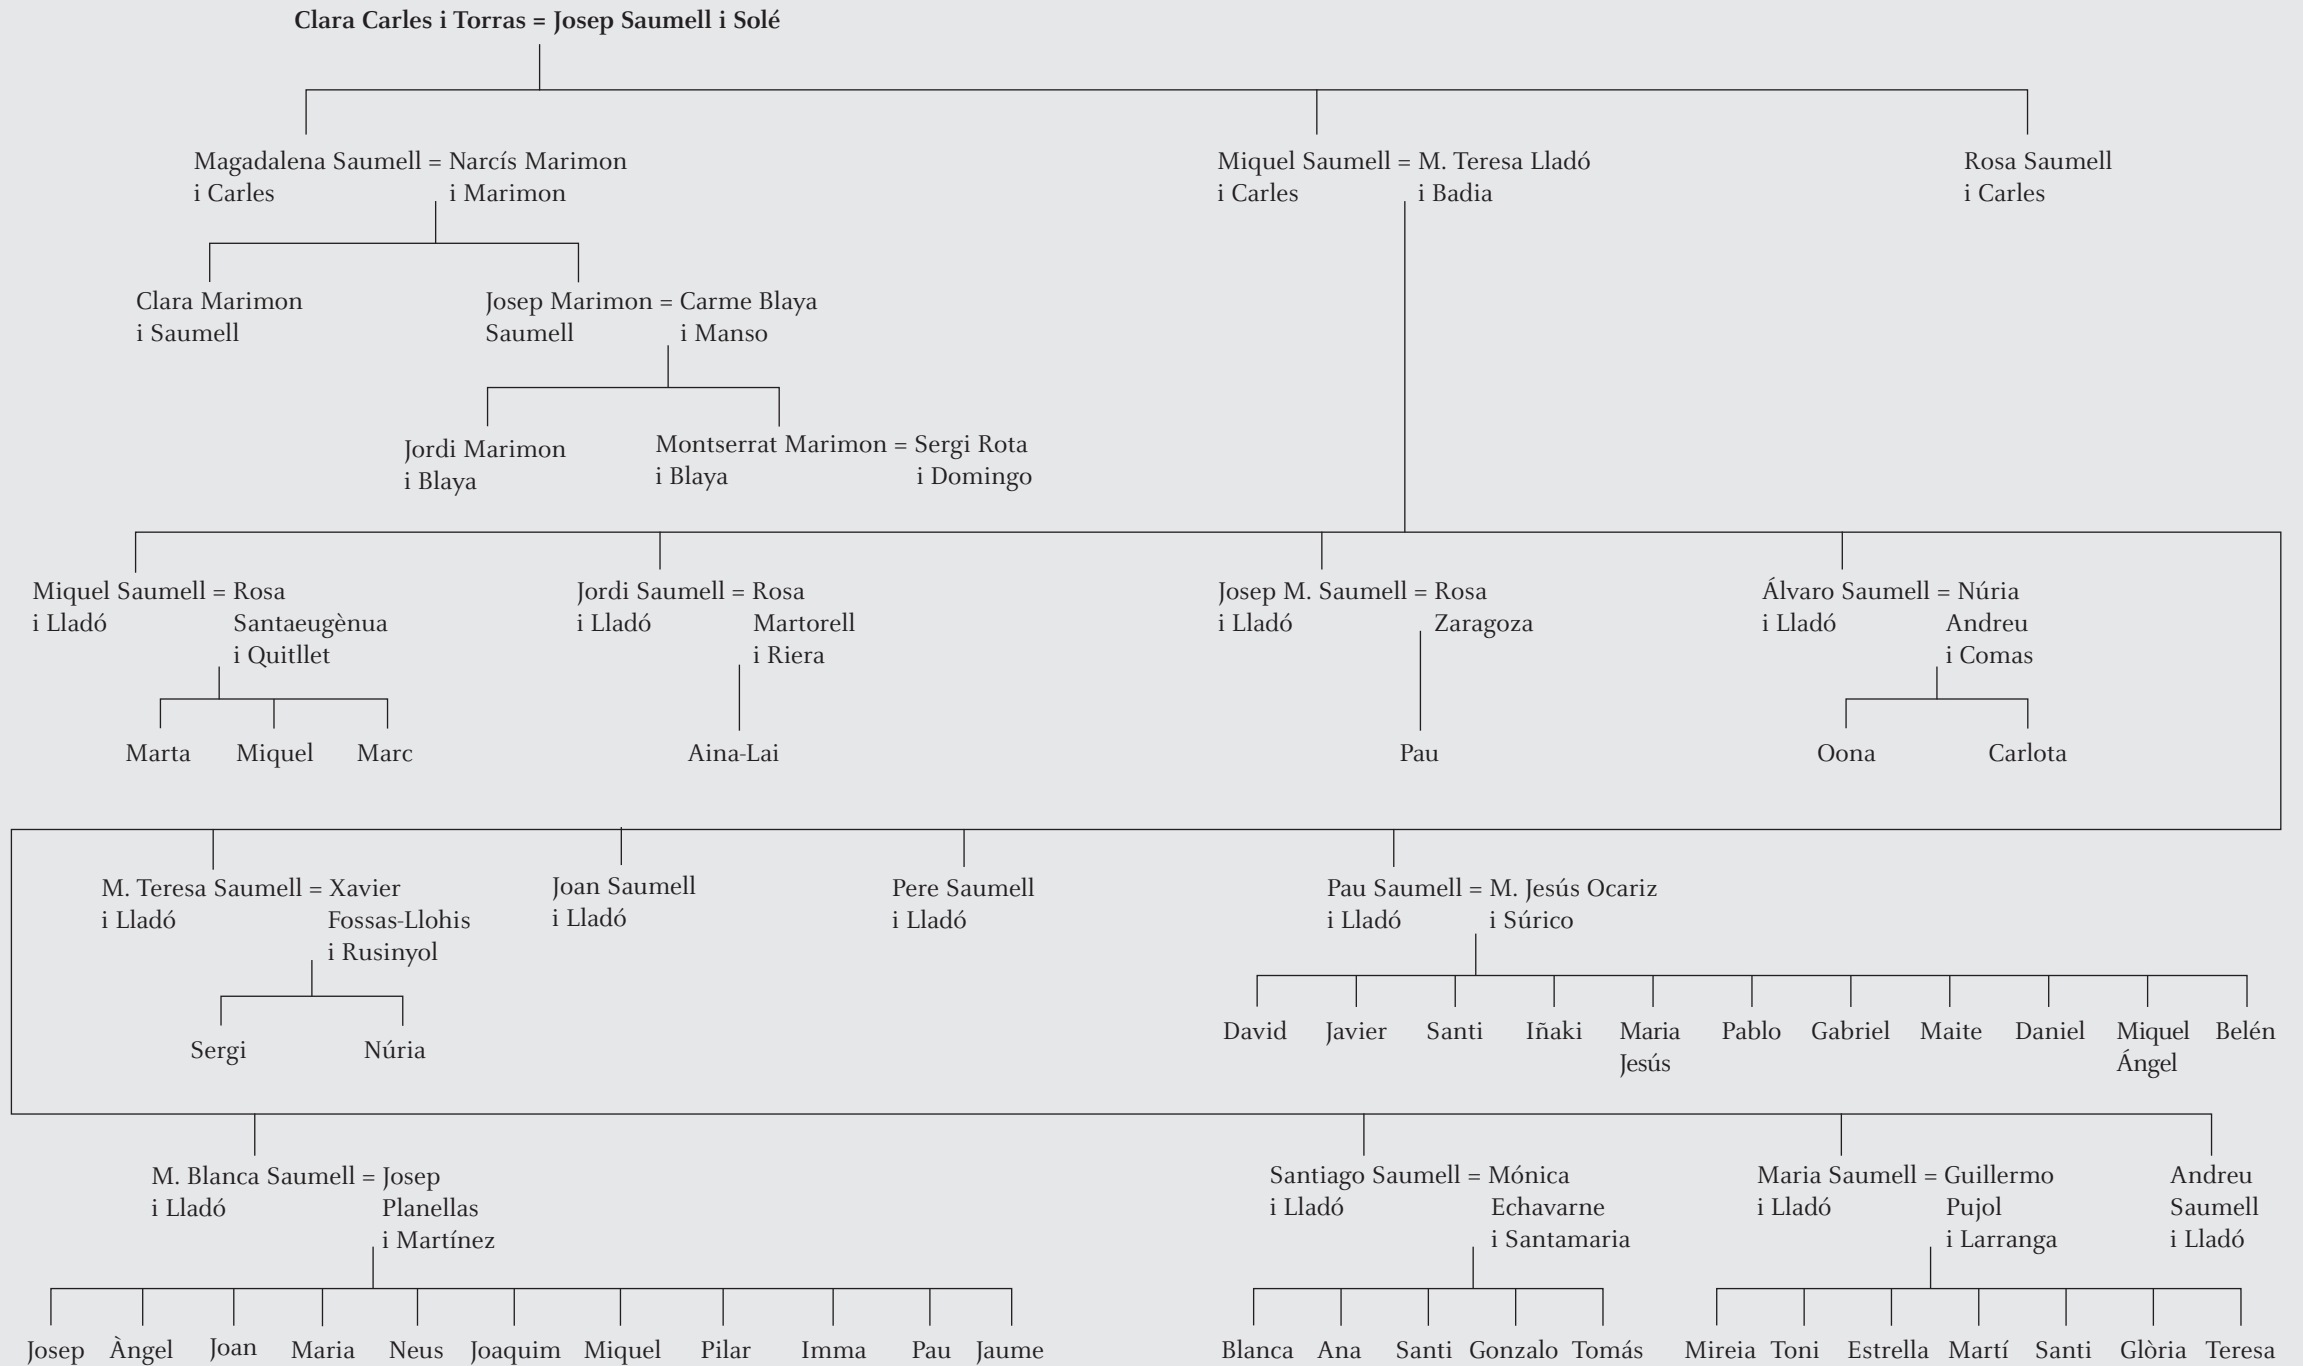 Clara Carles i Torras = Josep Saumell i Solé
Magadalena Saumell = Narcís Marimon
i Carles i Marimon
Miquel Saumell = M. Teresa Lladó
i Carles i Badia
Rosa Saumell
i Carles
Clara Marimon
i Saumell
Josep Marimon = Carme Blaya
Saumell i Manso
Jordi Marimon
i Blaya
Montserrat Marimon = Sergi Rota
i Blaya i Domingo
Miquel Saumell = Rosa
i Lladó Santaeugènua
i Quitllet
Jordi Saumell = Rosa
i Lladó Martorell
i Riera
Josep M. Saumell = Rosa
i Lladó Zaragoza
Álvaro Saumell = Núria
i Lladó Andreu
i Comas
Marta Miquel Marc
Aina-Lai
Pau
Oona Carlota
M. Teresa Saumell = Xavier
i Lladó Fossas-Llohis
i Rusinyol
Joan Saumell
i Lladó
Pere Saumell
i Lladó
Pau Saumell = M. Jesús Ocariz
i Lladó i Súrico
Sergi Núria
David Javier Santi Iñaki Maria Pablo Gabriel Maite Daniel Miquel Belén
Jesús Ángel
M. Blanca Saumell = Josep
i Lladó Planellas
i Martínez
Santiago Saumell = Mónica
i Lladó Echavarne
i Santamaria
Maria Saumell = Guillermo
i Lladó Pujol
i Larranga
Andreu
Saumell
i Lladó
Josep Àngel Joan Maria Neus Joaquim Miquel Pilar Imma Pau Jaume
Blanca Ana Santi Gonzalo Tomás
Mireia Toni Estrella Martí Santi Glòria Teresa